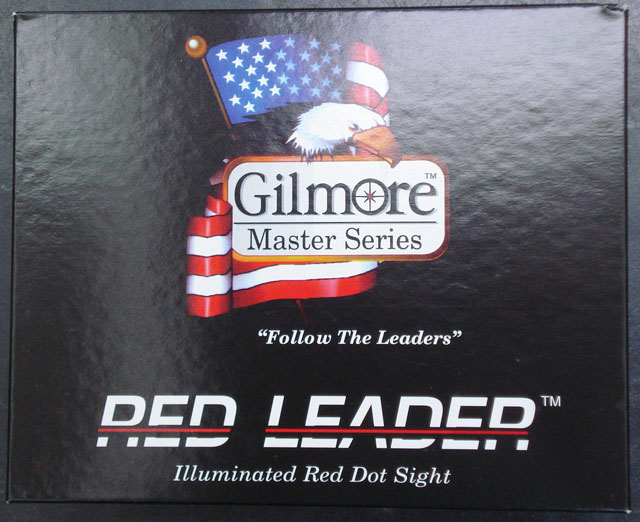 Gilmore™
Master Series
“Follow The Leaders”
RED LEADER™
Illuminated Red Dot Sight